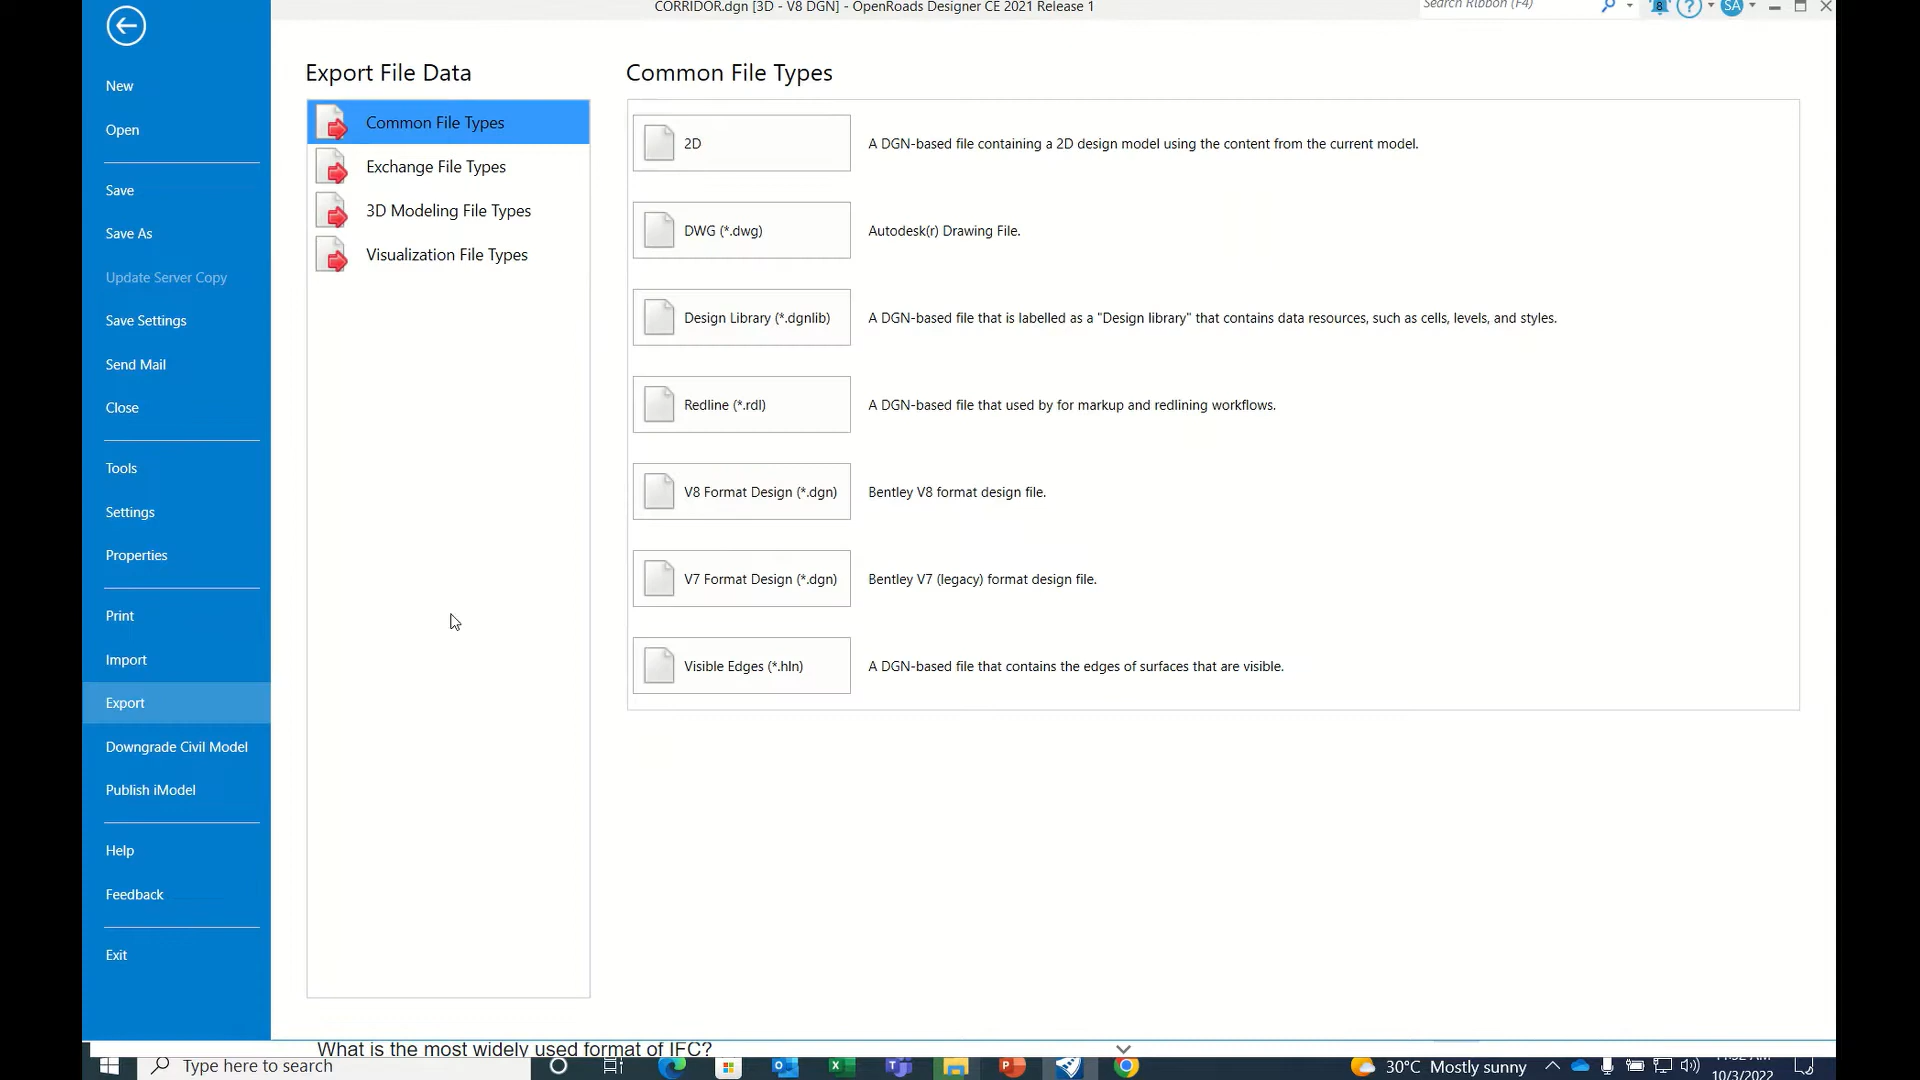 CORRIDOR.dgn [3D - V8 DGN] - OpenRoads Designer CE 2021 Release 1
Search Ribbon (F4)
8
?
SA
New
Open
Save
Save As
Update Server Copy
Save Settings
Send Mail
Close
Tools
Settings
Properties
Print
Import
Export
Downgrade Civil Model
Publish iModel
Help
Feedback
Exit
Export File Data
Common File Types
Exchange File Types
3D Modeling File Types
Visualization File Types
Common File Types
2D
A DGN-based file containing a 2D design model using the content from the current model.
DWG (*.dwg)
Autodesk(r) Drawing File.
Design Library (*.dgnlib)
A DGN-based file that is labelled as a "Design library" that contains data resources, such as cells, levels, and styles.
Redline (*.rdl)
A DGN-based file that used by for markup and redlining workflows.
V8 Format Design (*.dgn)
Bentley V8 format design file.
V7 Format Design (*.dgn)
Bentley V7 (legacy) format design file.
Visible Edges (*.hln)
A DGN-based file that contains the edges of surfaces that are visible.
What is the most widely used format of IFC?
Type here to search
30°C Mostly sunny
10/3/2022